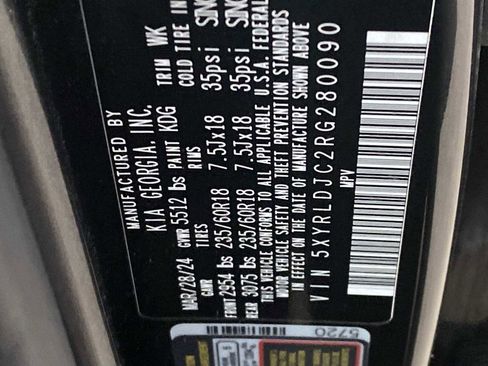 MANUFACTURED BY
KIA GEORGIA, INC.
MAR/28/24 GVWR 5512 lbs PAINT KDG TRIM WK
GAWR TIRES RIMS COLD TIRE IN
FRONT 2954 lbs 235/60R18 7.5Jx18 35psi SING
REAR 3075 lbs 235/60R18 7.5Jx18 35psi SING
THIS VEHICLE CONFORMS TO ALL APPLICABLE U.S.A. FEDERAL
MOTOR VEHICLE SAFETY AND THEFT PREVENTION STANDARDS
IN EFFECT ON THE DATE OF MANUFACTURE SHOWN ABOVE
VIN 5XYRLDJC2RG280090
MPV
5720